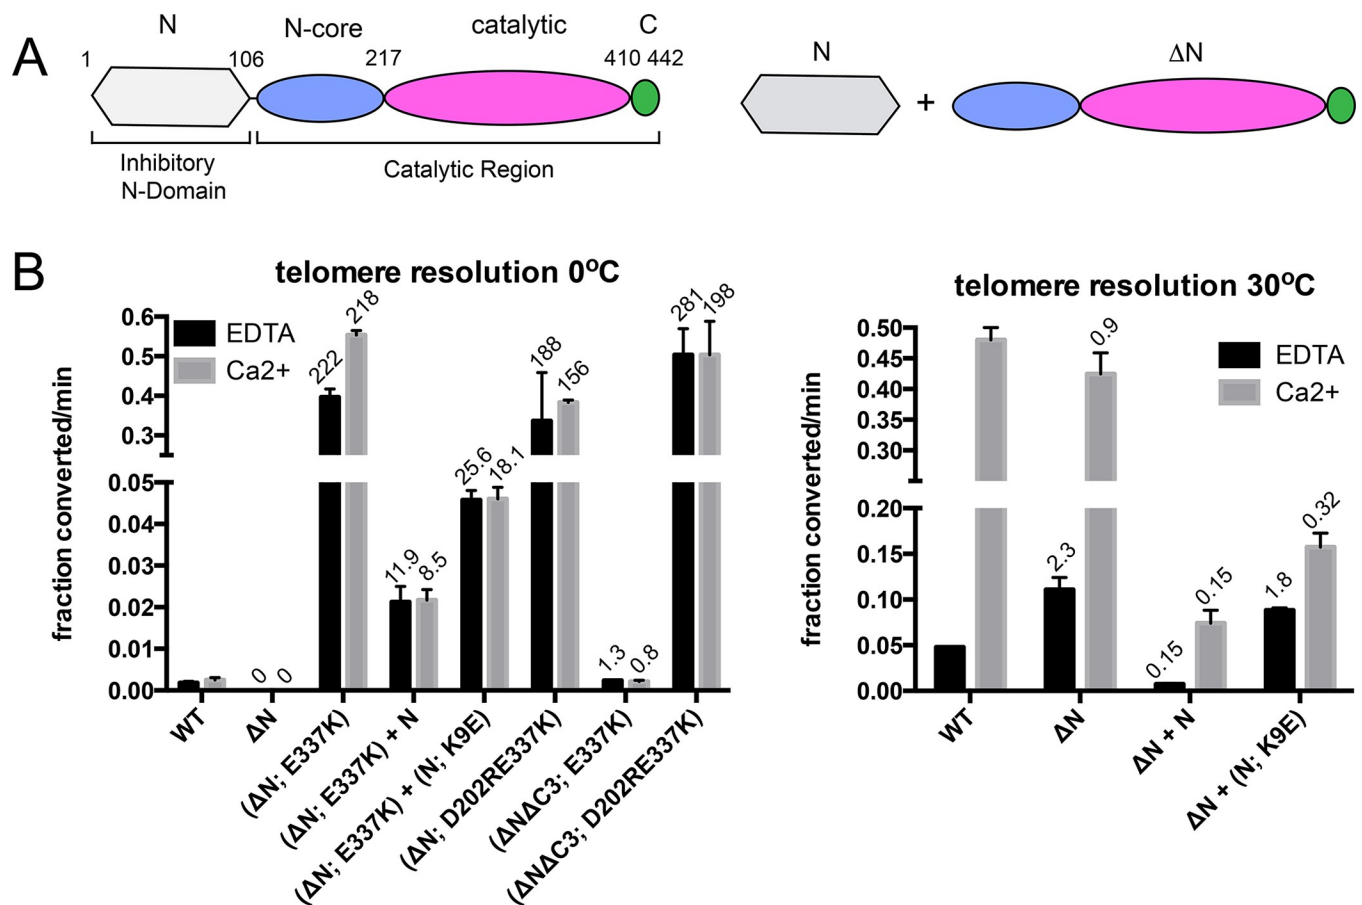 A
N
N-core
catalytic
C
1
106
217
410 442
Inhibitory
N-Domain
Catalytic Region
N
+
ΔN
B
telomere resolution 0ºC
fraction converted/min
0.6
0.5
0.4
0.3
0.05
0.04
0.03
0.02
0.01
0.00
EDTA
Ca2+
0
0
222
218
11.9
8.5
25.6
18.1
188
156
1.3
0.8
281
198
WT
ΔN
(ΔN; E337K)
(ΔN; E337K) + N
(ΔN; E337K) + (N; K9E)
(ΔN; D202RE337K)
(ΔNΔC3; E337K)
(ΔNΔC3; D202RE337K)
telomere resolution 30ºC
fraction converted/min
0.50
0.45
0.40
0.35
0.30
0.20
0.15
0.10
0.05
0.00
EDTA
Ca2+
2.3
0.9
0.15
0.15
1.8
0.32
WT
ΔN
ΔN + N
ΔN + (N; K9E)